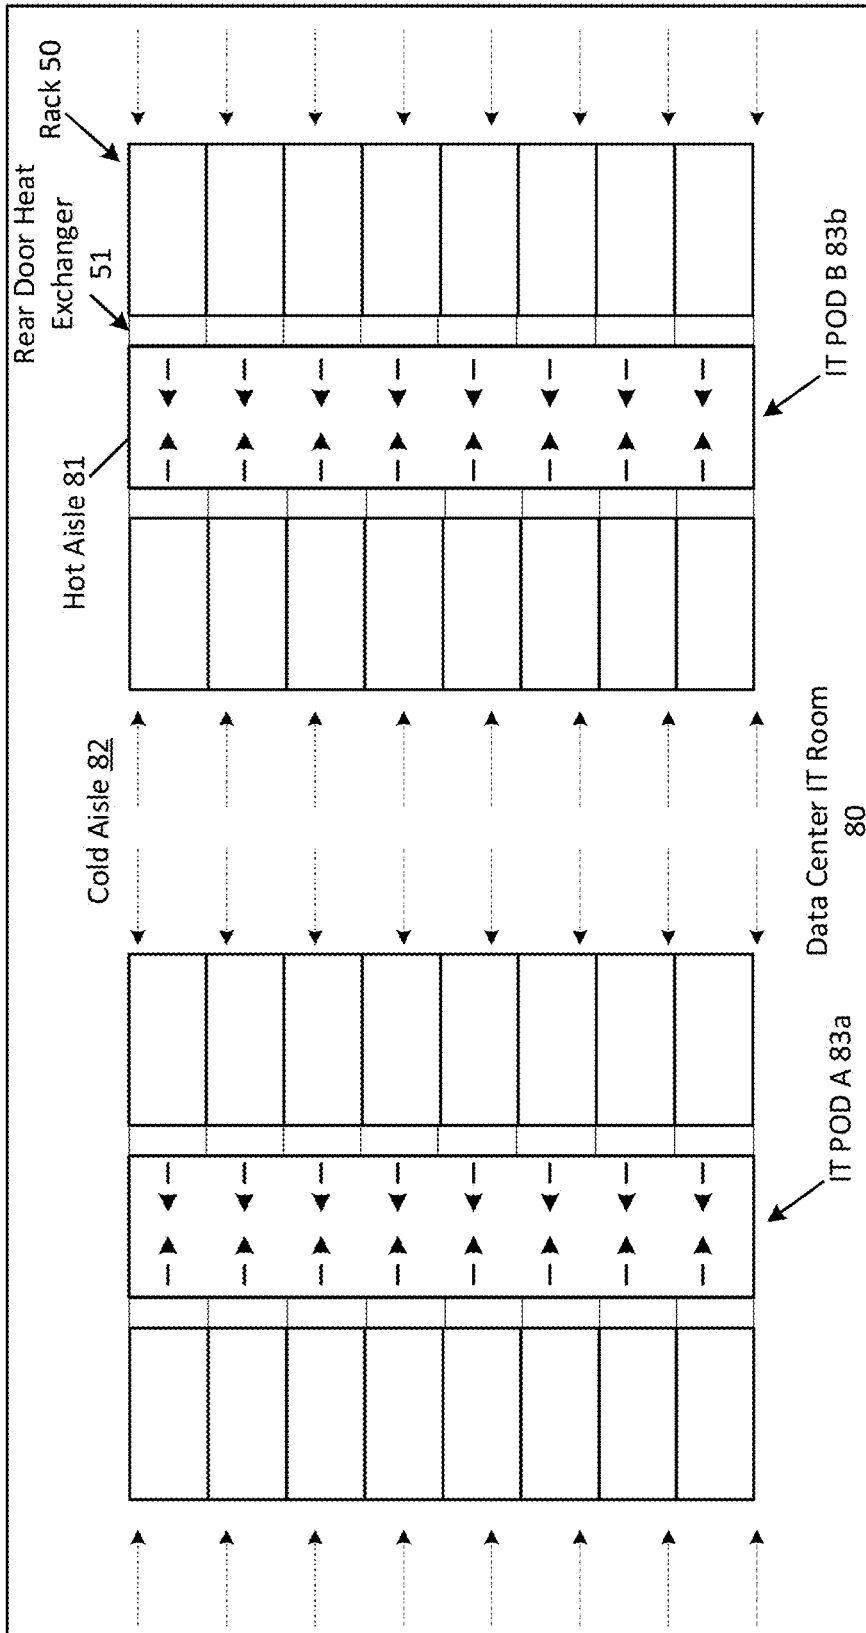 Rear Door Heat
Exchanger
51
Rack 50
Hot Aisle 81
Cold Aisle 82
IT POD B 83b
Data Center IT Room
80
IT POD A 83a